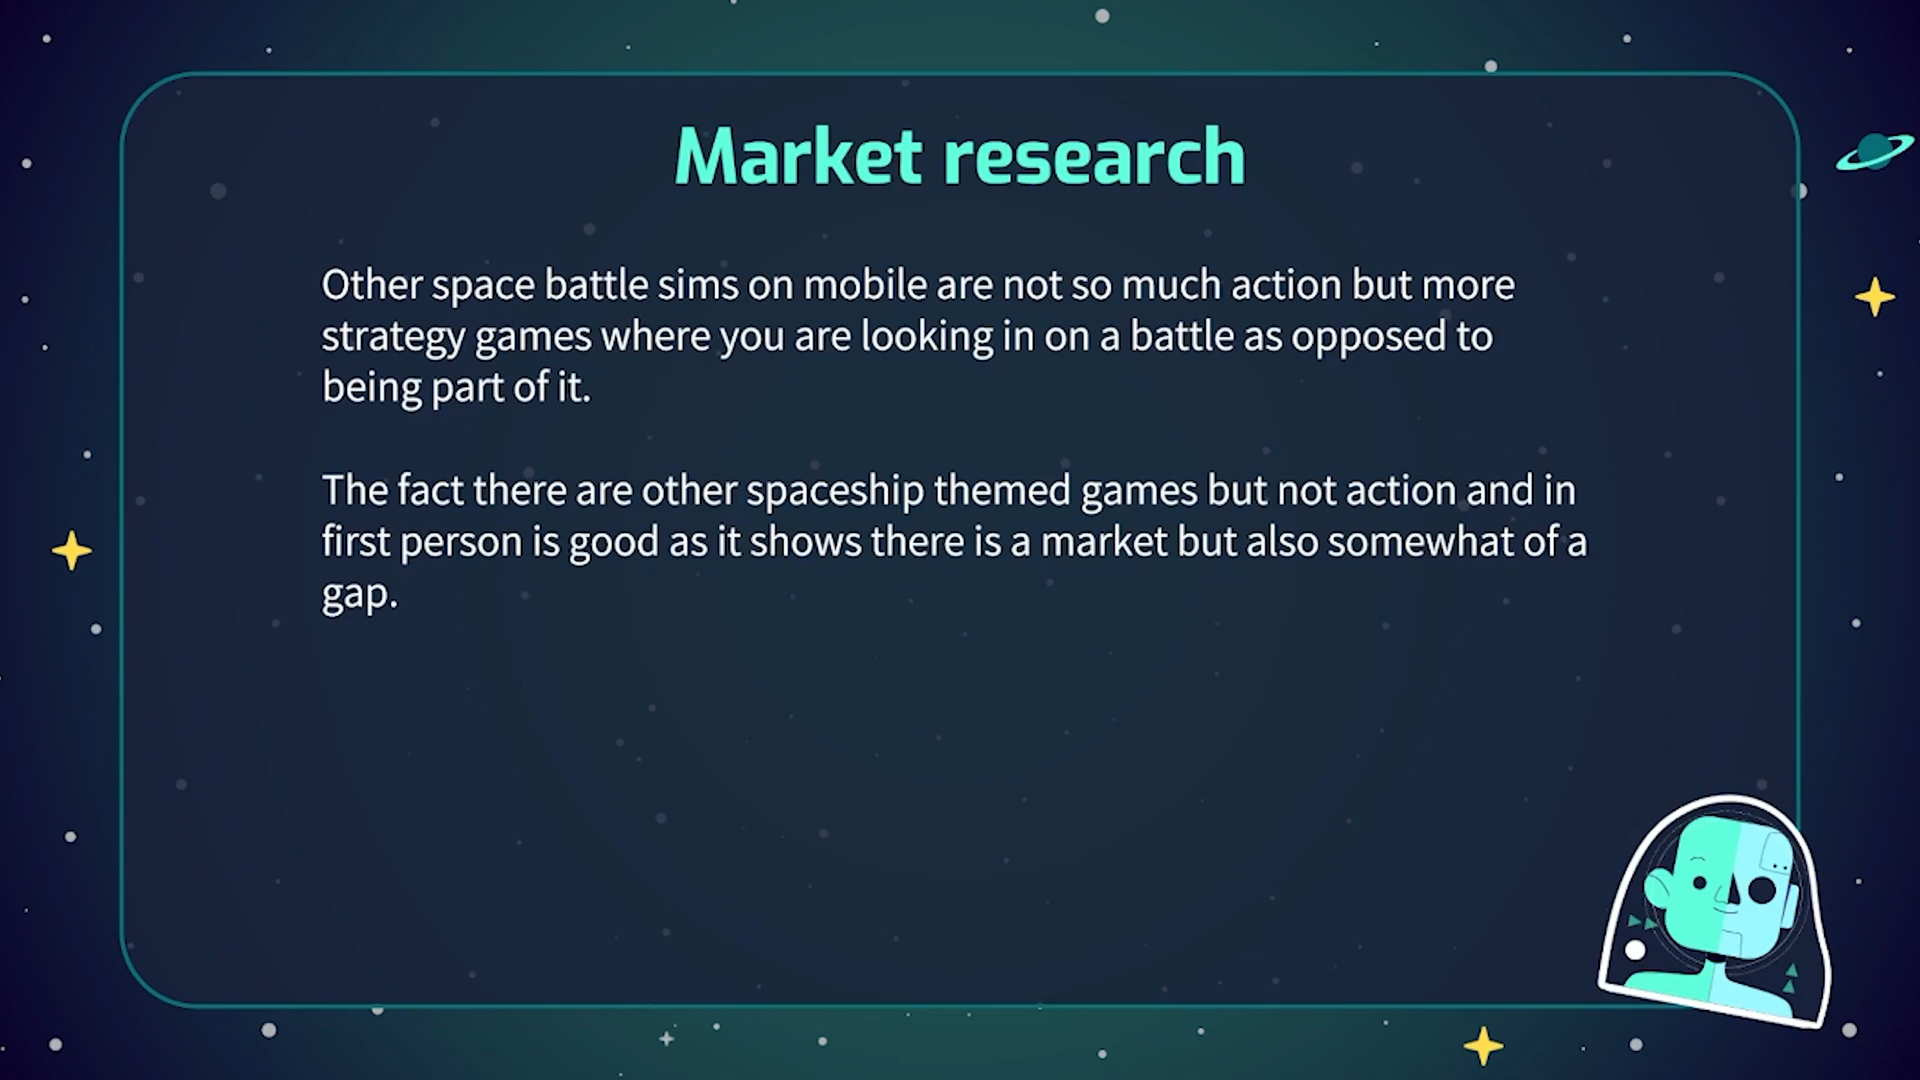 Market research
Other space battle sims on mobile are not so much action but more
strategy games where you are looking in on a battle as opposed to
being part of it.
The fact there are other spaceship themed games but not action and in
first person is good as it shows there is a market but also somewhat of a
gap.